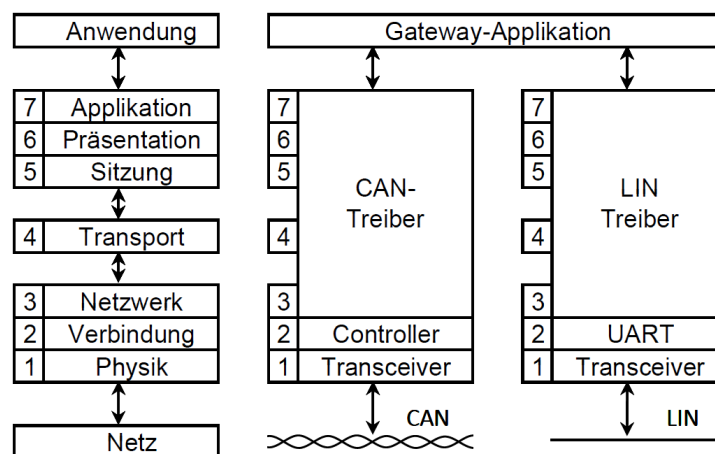 Anwendung
Gateway-Applikation
7 Applikation
6 Präsentation
5 Sitzung
4 Transport
3 Netzwerk
2 Verbindung
1 Physik
Netz
7
6
5
4
3
CAN-
Treiber
2 Controller
1 Transceiver
CAN
7
6
5
4
3
LIN
Treiber
2 UART
1 Transceiver
LIN